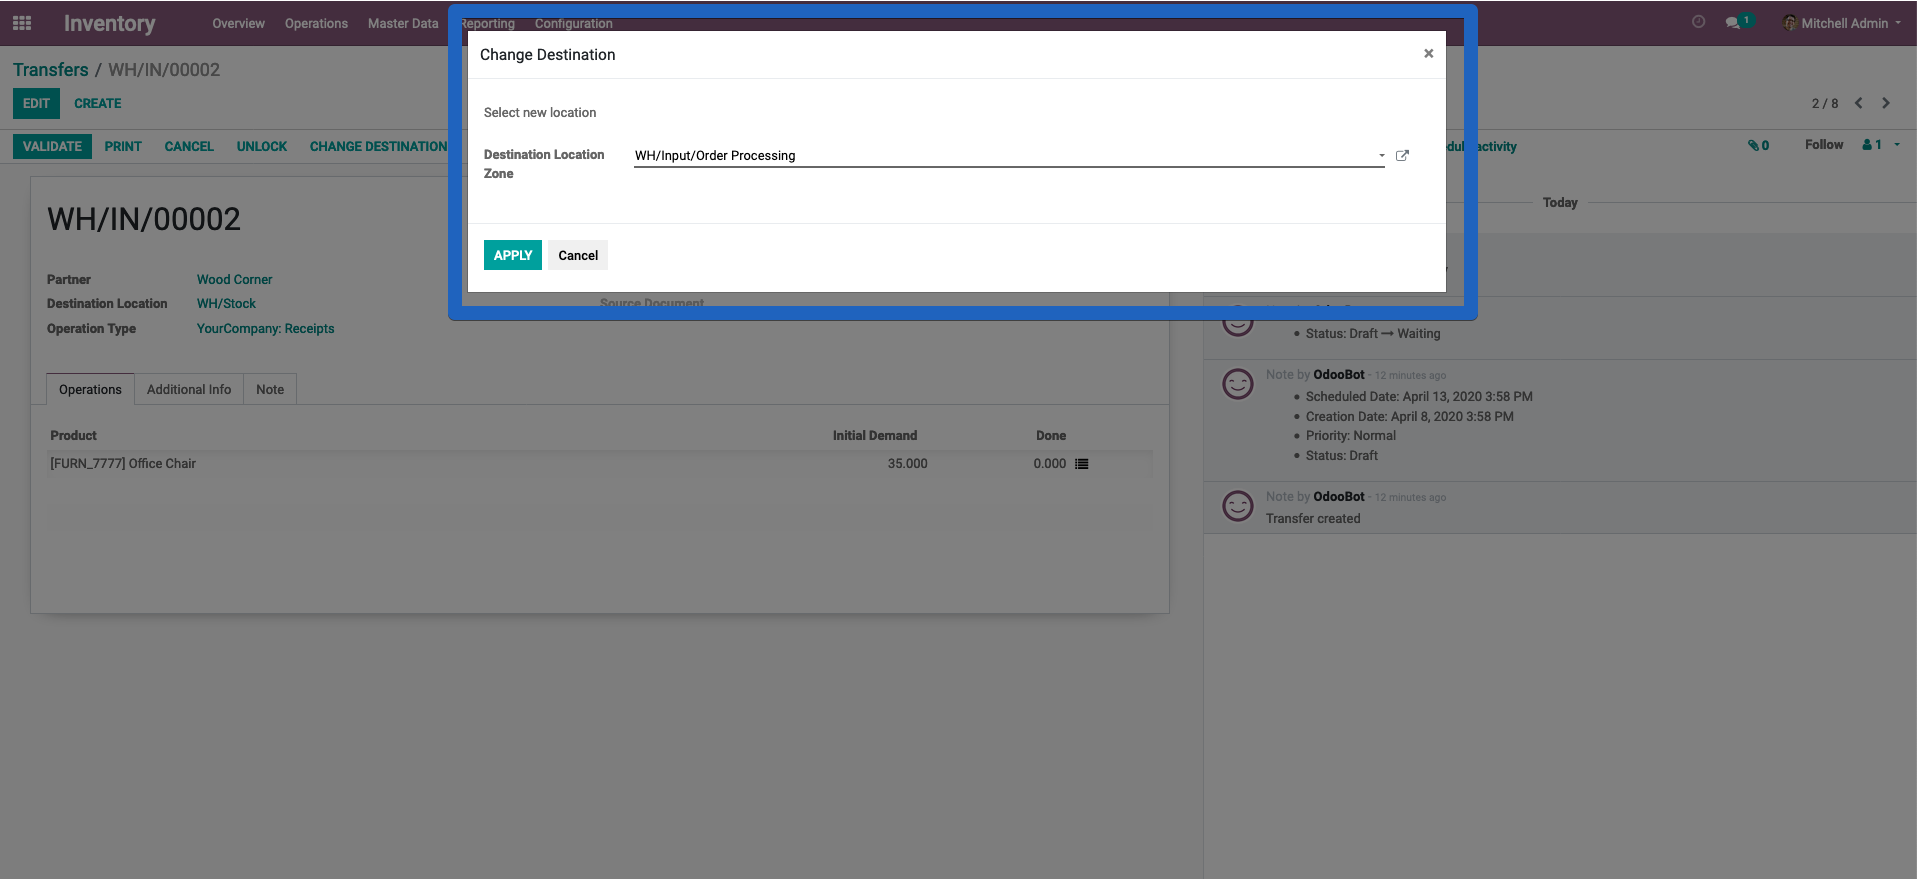 Inventory Overview Operations Master Data Reporting Configuration 1 Mitchell Admin
Change Destination ×
Transfers / WH/IN/00002
EDIT CREATE 2 / 8
Select new location
VALIDATE PRINT CANCEL UNLOCK CHANGE DESTINATION activity 0 Follow 1
Destination Location Zone WH/Input/Order Processing
Today
WH/IN/00002
APPLY Cancel
Partner Wood Corner
Destination Location WH/Stock Source Document
Operation Type YourCompany: Receipts
• Status: Draft → Waiting
Operations Additional Info Note
Note by OdooBot - 12 minutes ago
• Scheduled Date: April 13, 2020 3:58 PM
• Creation Date: April 8, 2020 3:58 PM
• Priority: Normal
• Status: Draft
Product Initial Demand Done
[FURN_7777] Office Chair 35.000 0.000
Note by OdooBot - 12 minutes ago
Transfer created